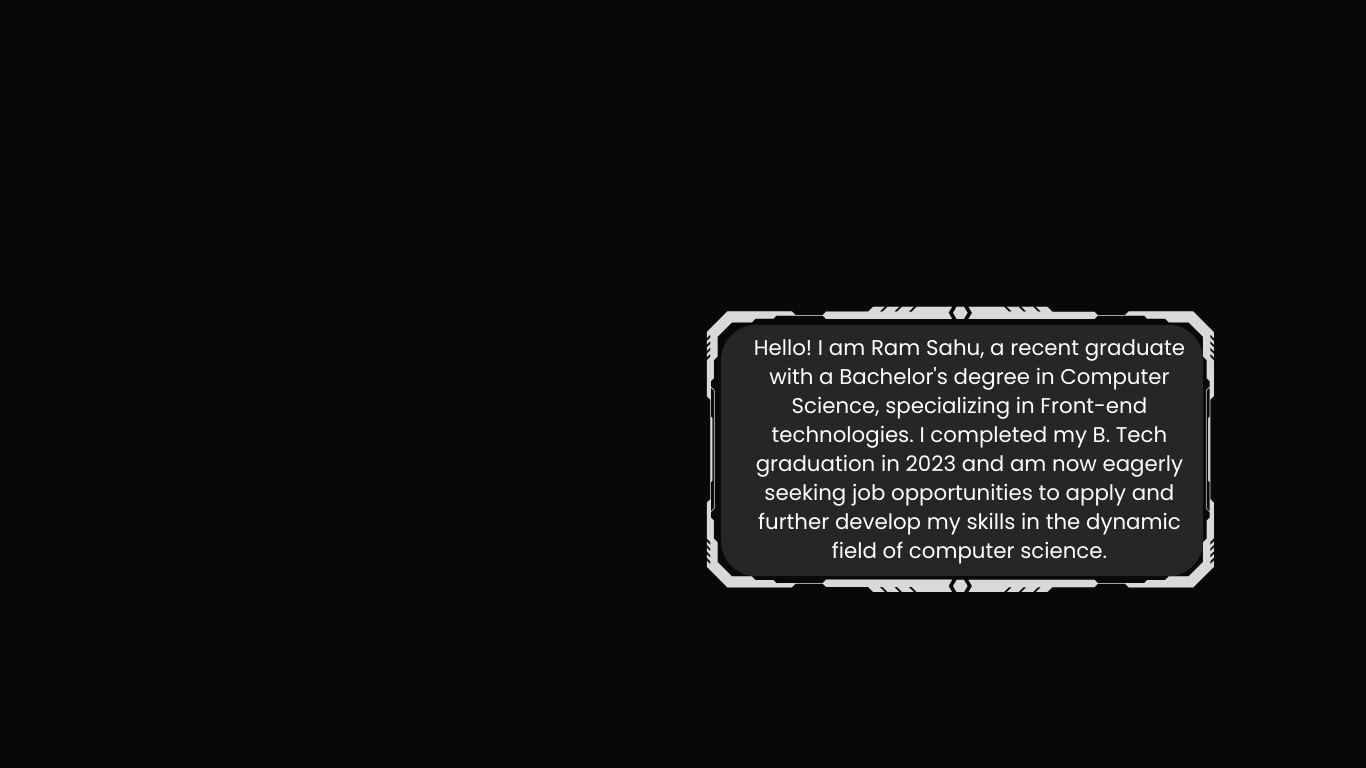 Hello! I am Ram Sahu, a recent graduate
with a Bachelor's degree in Computer
Science, specializing in Front-end
technologies. I completed my B. Tech
graduation in 2023 and am now eagerly
seeking job opportunities to apply and
further develop my skills in the dynamic
field of computer science.